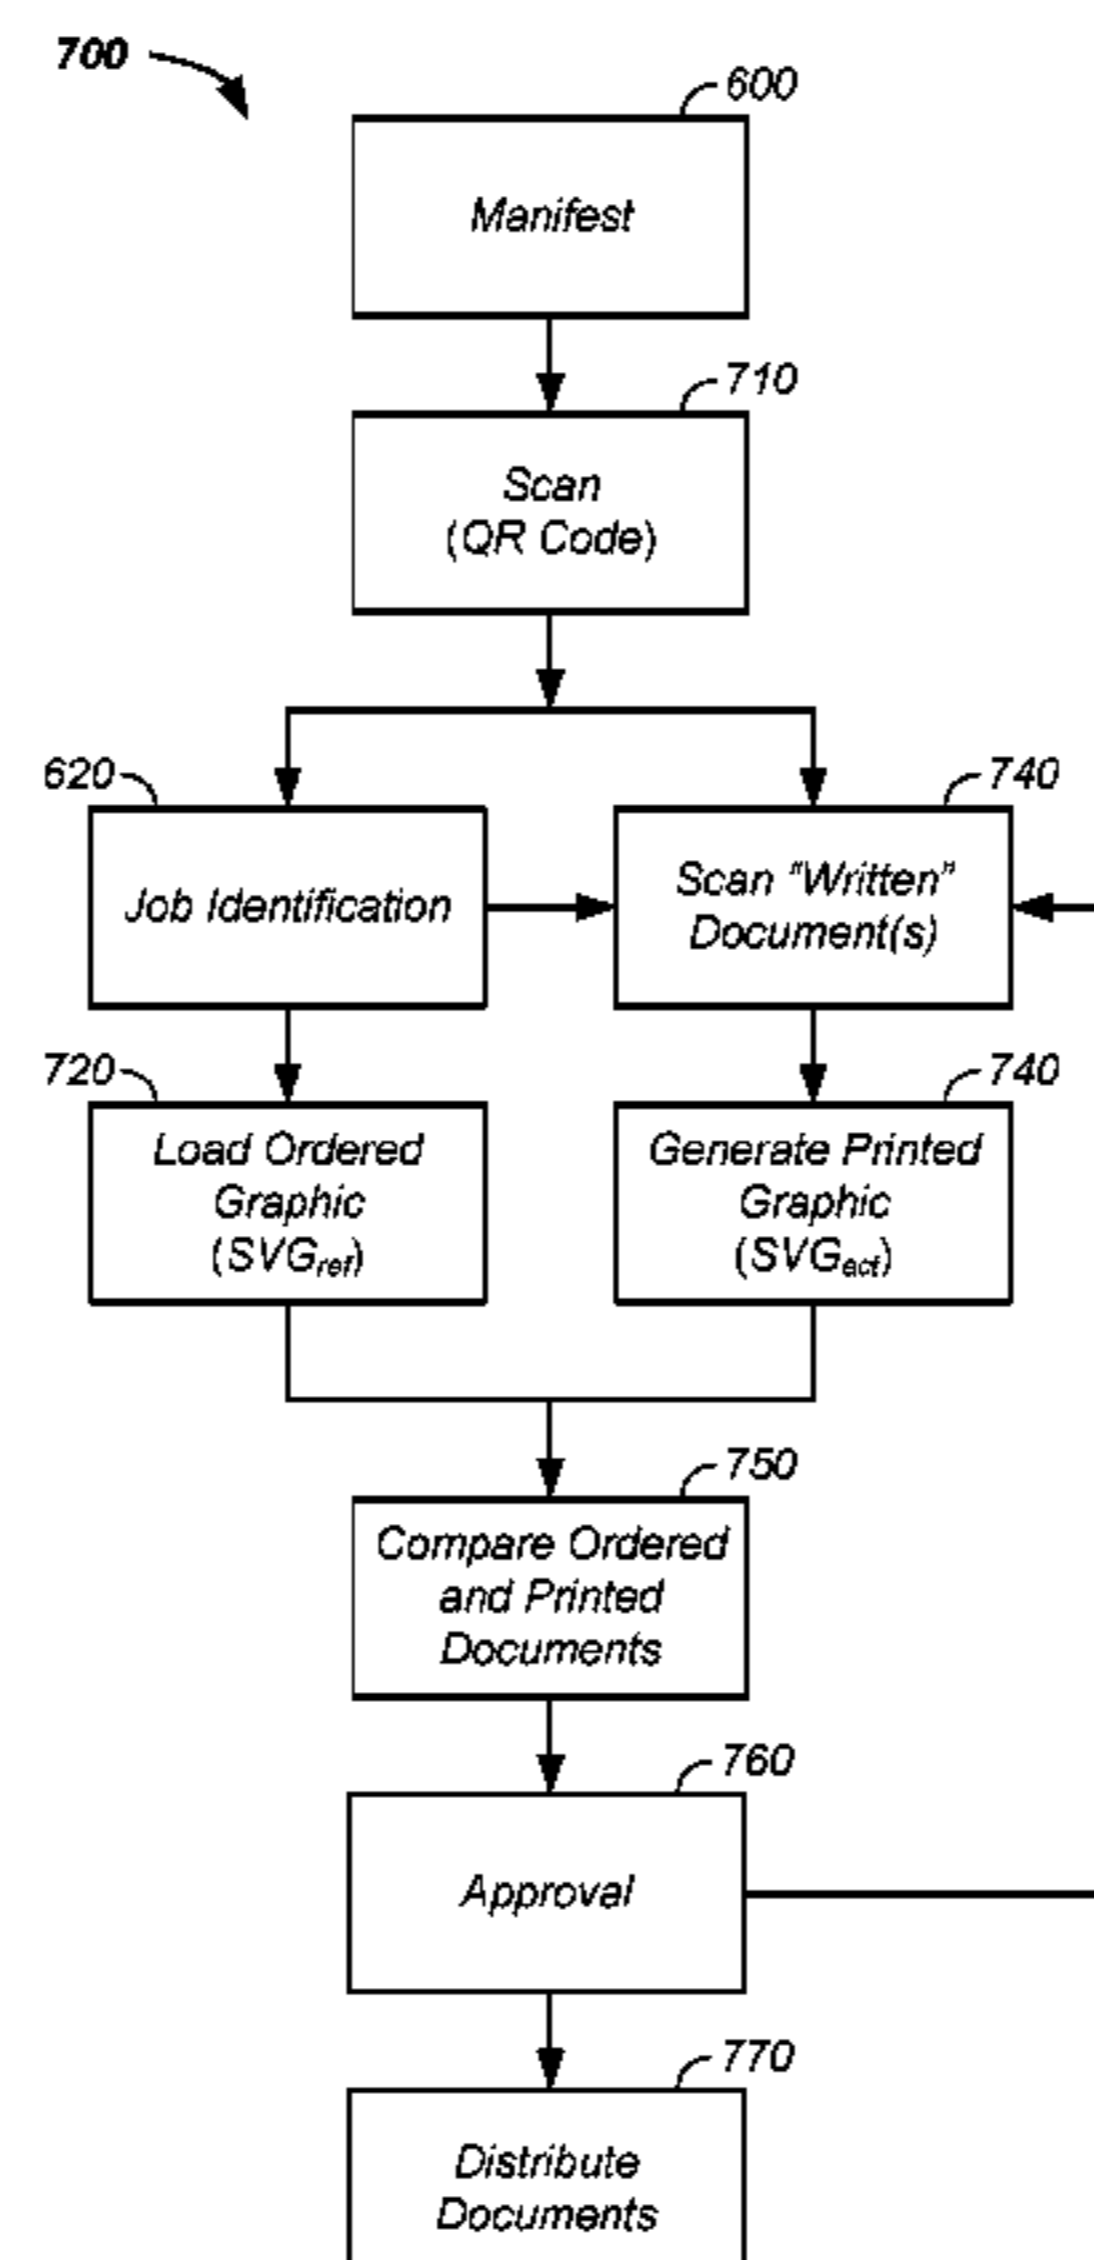 700
600
Manifest
710
Scan
(QR Code)
620
Job Identification
740
Scan “Written”
Document(s)
720
Load Ordered
Graphic
(SVGref)
740
Generate Printed
Graphic
(SVGact)
750
Compare Ordered
and Printed
Documents
760
Approval
770
Distribute
Documents